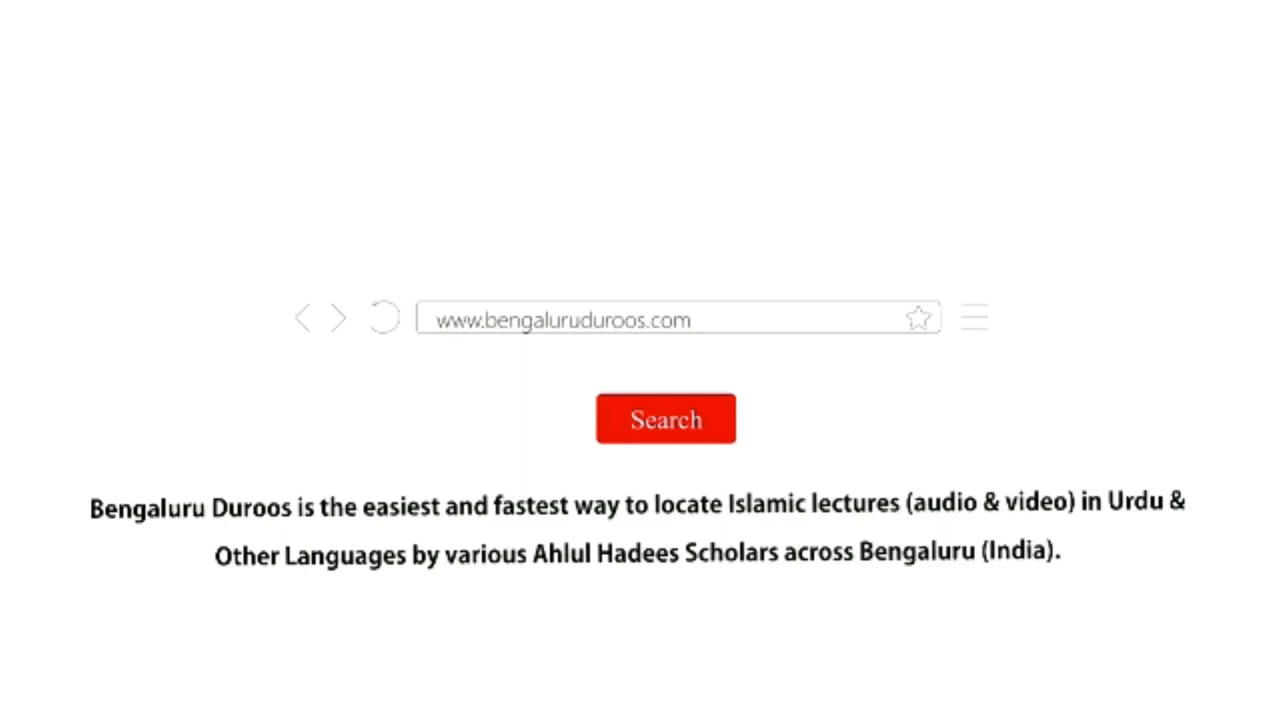 www.bengaluruduroos.com
Search
Bengaluru Duroos is the easiest and fastest way to locate Islamic lectures (audio & video) in Urdu &
Other Languages by various Ahlul Hadees Scholars across Bengaluru (India).